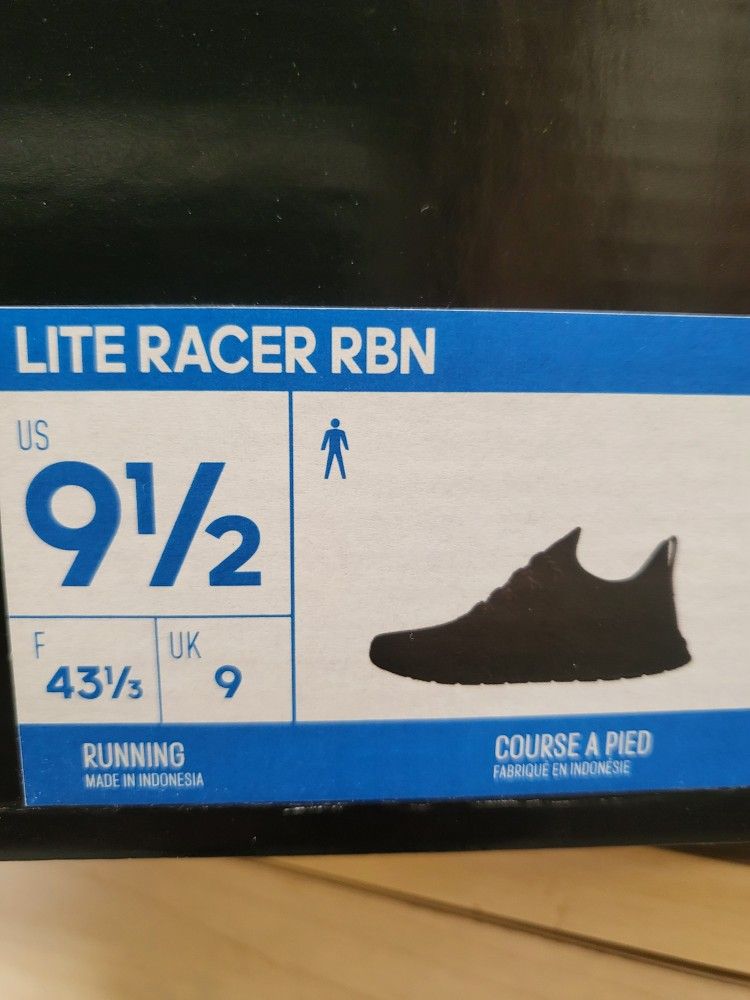 LITE RACER RBN
US
9½
F
43⅓
UK
9
RUNNING
MADE IN INDONESIA
COURSE A PIED
FABRIQUÉ EN INDONÉSIE